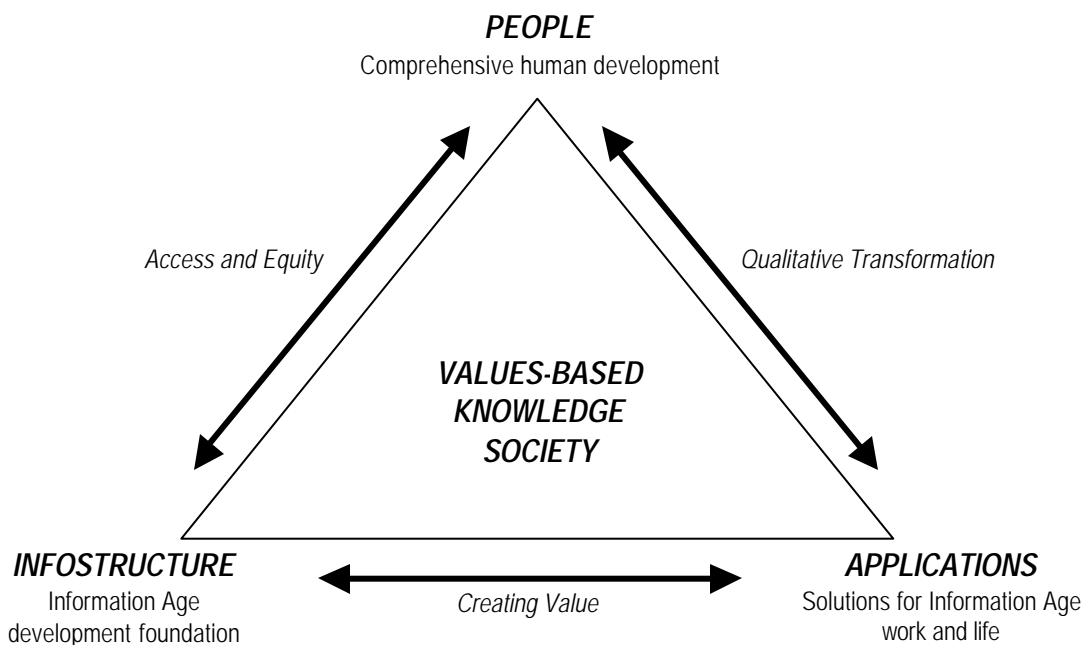 PEOPLE
Comprehensive human development
Access and Equity
Qualitative Transformation
VALUES-BASED
KNOWLEDGE
SOCIETY
INFOSTRUCTURE
Information Age
development foundation
Creating Value
APPLICATIONS
Solutions for Information Age
work and life